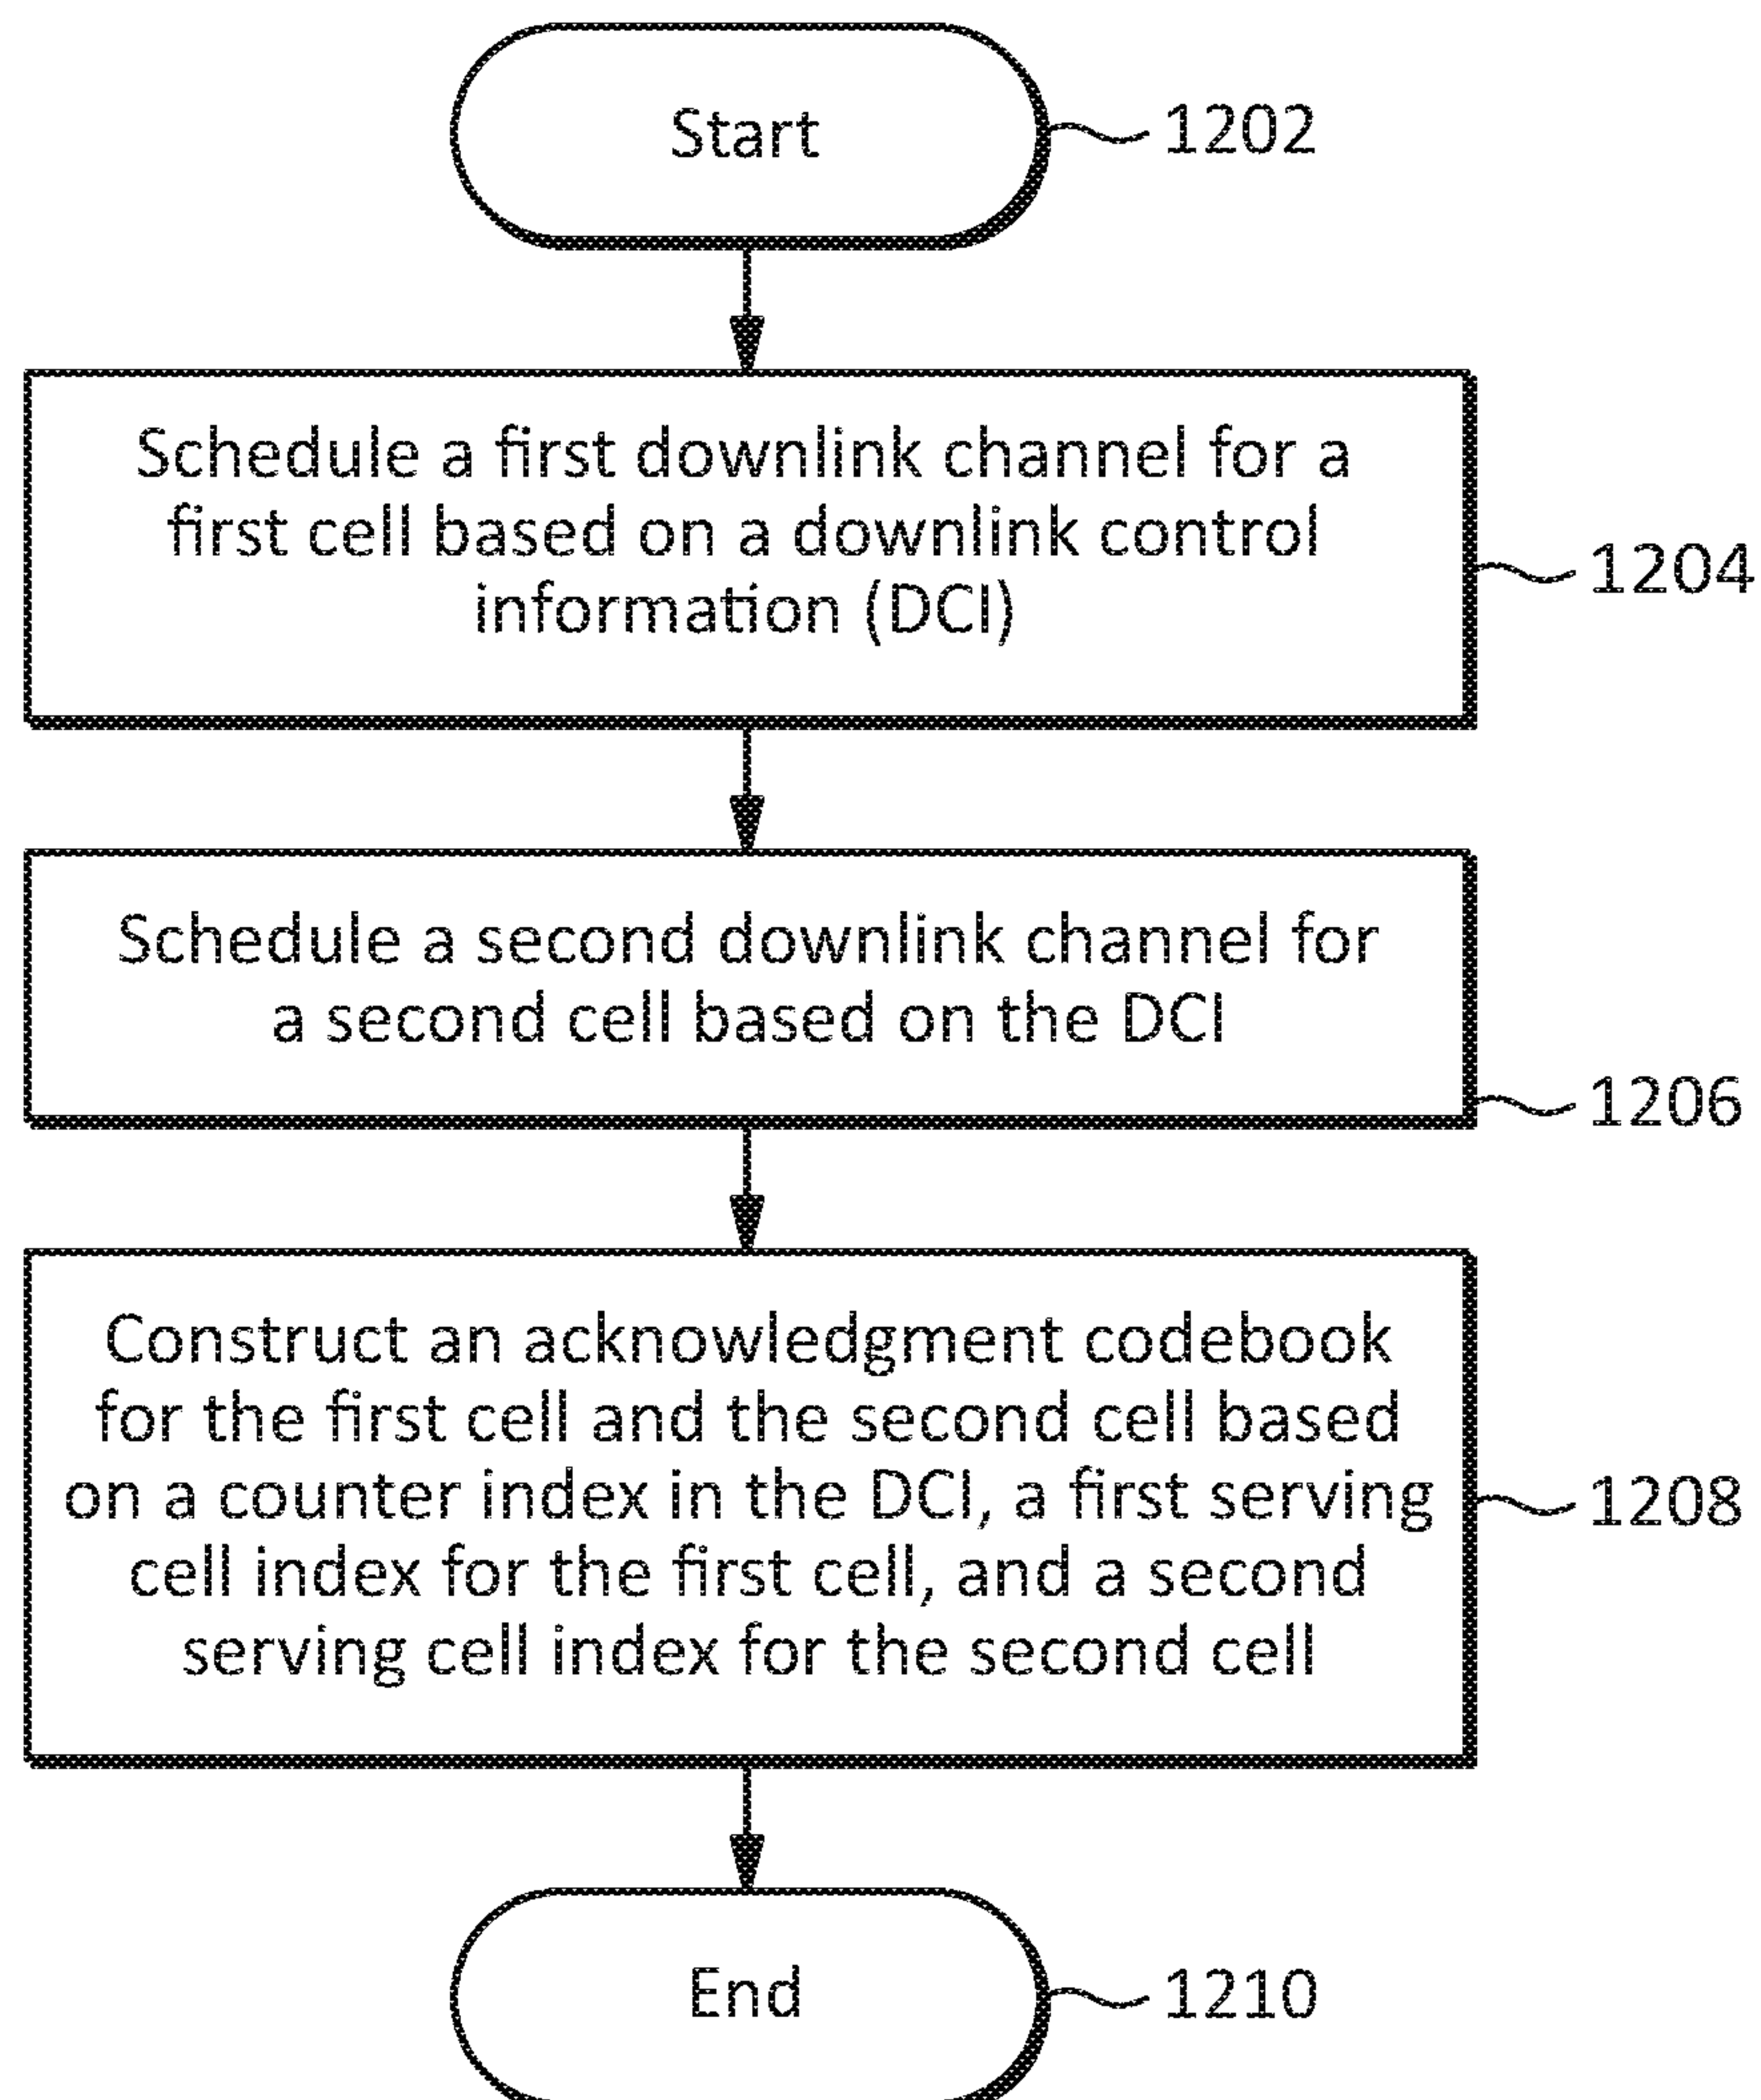 Start
1202
Schedule a first downlink channel for a
first cell based on a downlink control
information (DCI)
1204
Schedule a second downlink channel for
a second cell based on the DCI
1206
Construct an acknowledgment codebook
for the first cell and the second cell based
on a counter index in the DCI, a first serving
cell index for the first cell, and a second
serving cell index for the second cell
1208
End
1210